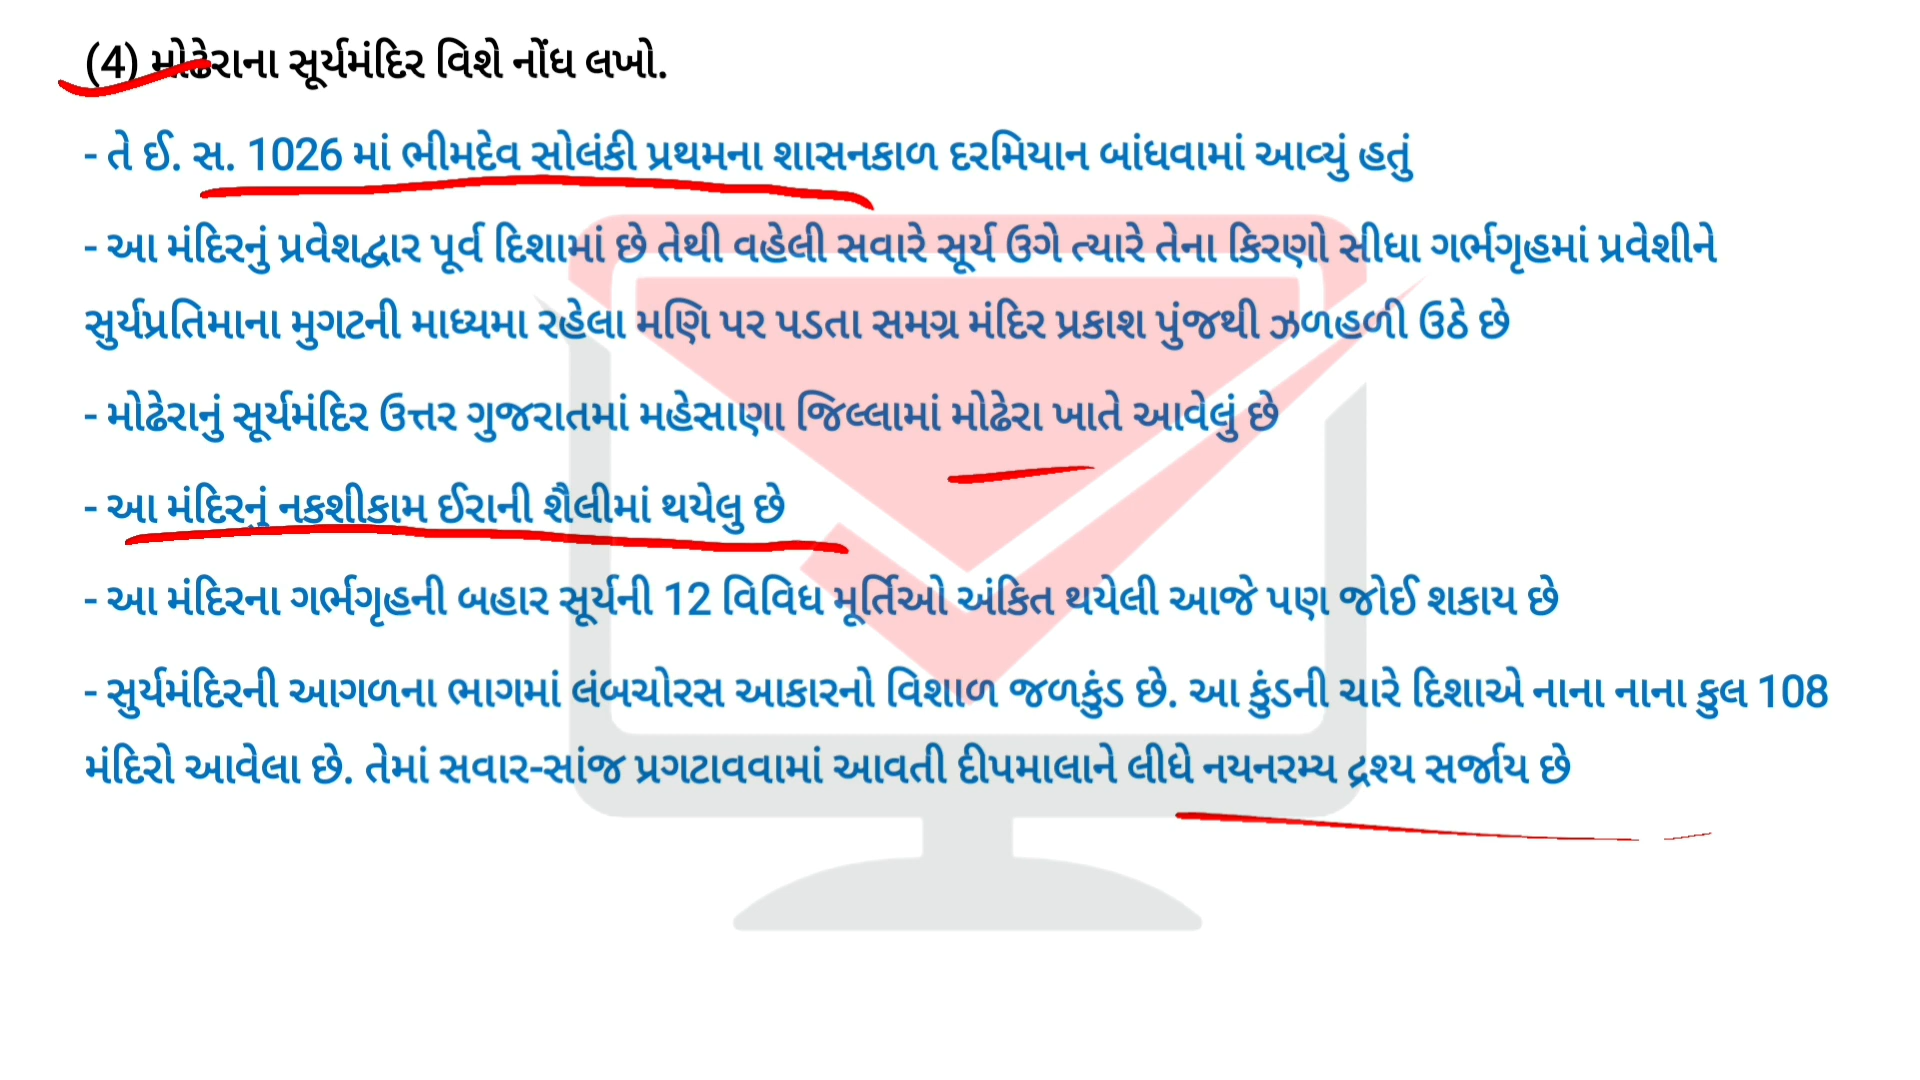 (4) મોઢેરાના સૂર્યમંદિર વિશે નોંધ લખો.
- તે ઈ. સ. 1026 માં ભીમદેવ સોલંકી પ્રથમના શાસનકાળ દરમિયાન બાંધવામાં આવ્યું હતું
- આ મંદિરનું પ્રવેશદ્વાર પૂર્વ દિશામાં છે તેથી વહેલી સવારે સૂર્ય ઉગે ત્યારે તેના કિરણો સીધા ગર્ભગૃહમાં પ્રવેશીને
સુર્યપ્રતિમાના મુગટની માધ્યમા રહેલા મણિ પર પડતા સમગ્ર મંદિર પ્રકાશ પુંજથી ઝળહળી ઉઠે છે
- મોઢેરાનું સૂર્યમંદિર ઉત્તર ગુજરાતમાં મહેસાણા જિલ્લામાં મોઢેરા ખાતે આવેલું છે
- આ મંદિરનું નકશીકામ ઈરાની શૈલીમાં થયેલુ છે
- આ મંદિરના ગર્ભગૃહની બહાર સૂર્યની 12 વિવિધ મૂર્તિઓ અંકિત થયેલી આજે પણ જોઈ શકાય છે
- સુર્યમંદિરની આગળના ભાગમાં લંબચોરસ આકારનો વિશાળ જળકુંડ છે. આ કુંડની ચારે દિશાએ નાના નાના કુલ 108
મંદિરો આવેલા છે. તેમાં સવાર-સાંજ પ્રગટાવવામાં આવતી દીપમાલાને લીધે નયનરમ્ય દ્રશ્ય સર્જાય છે